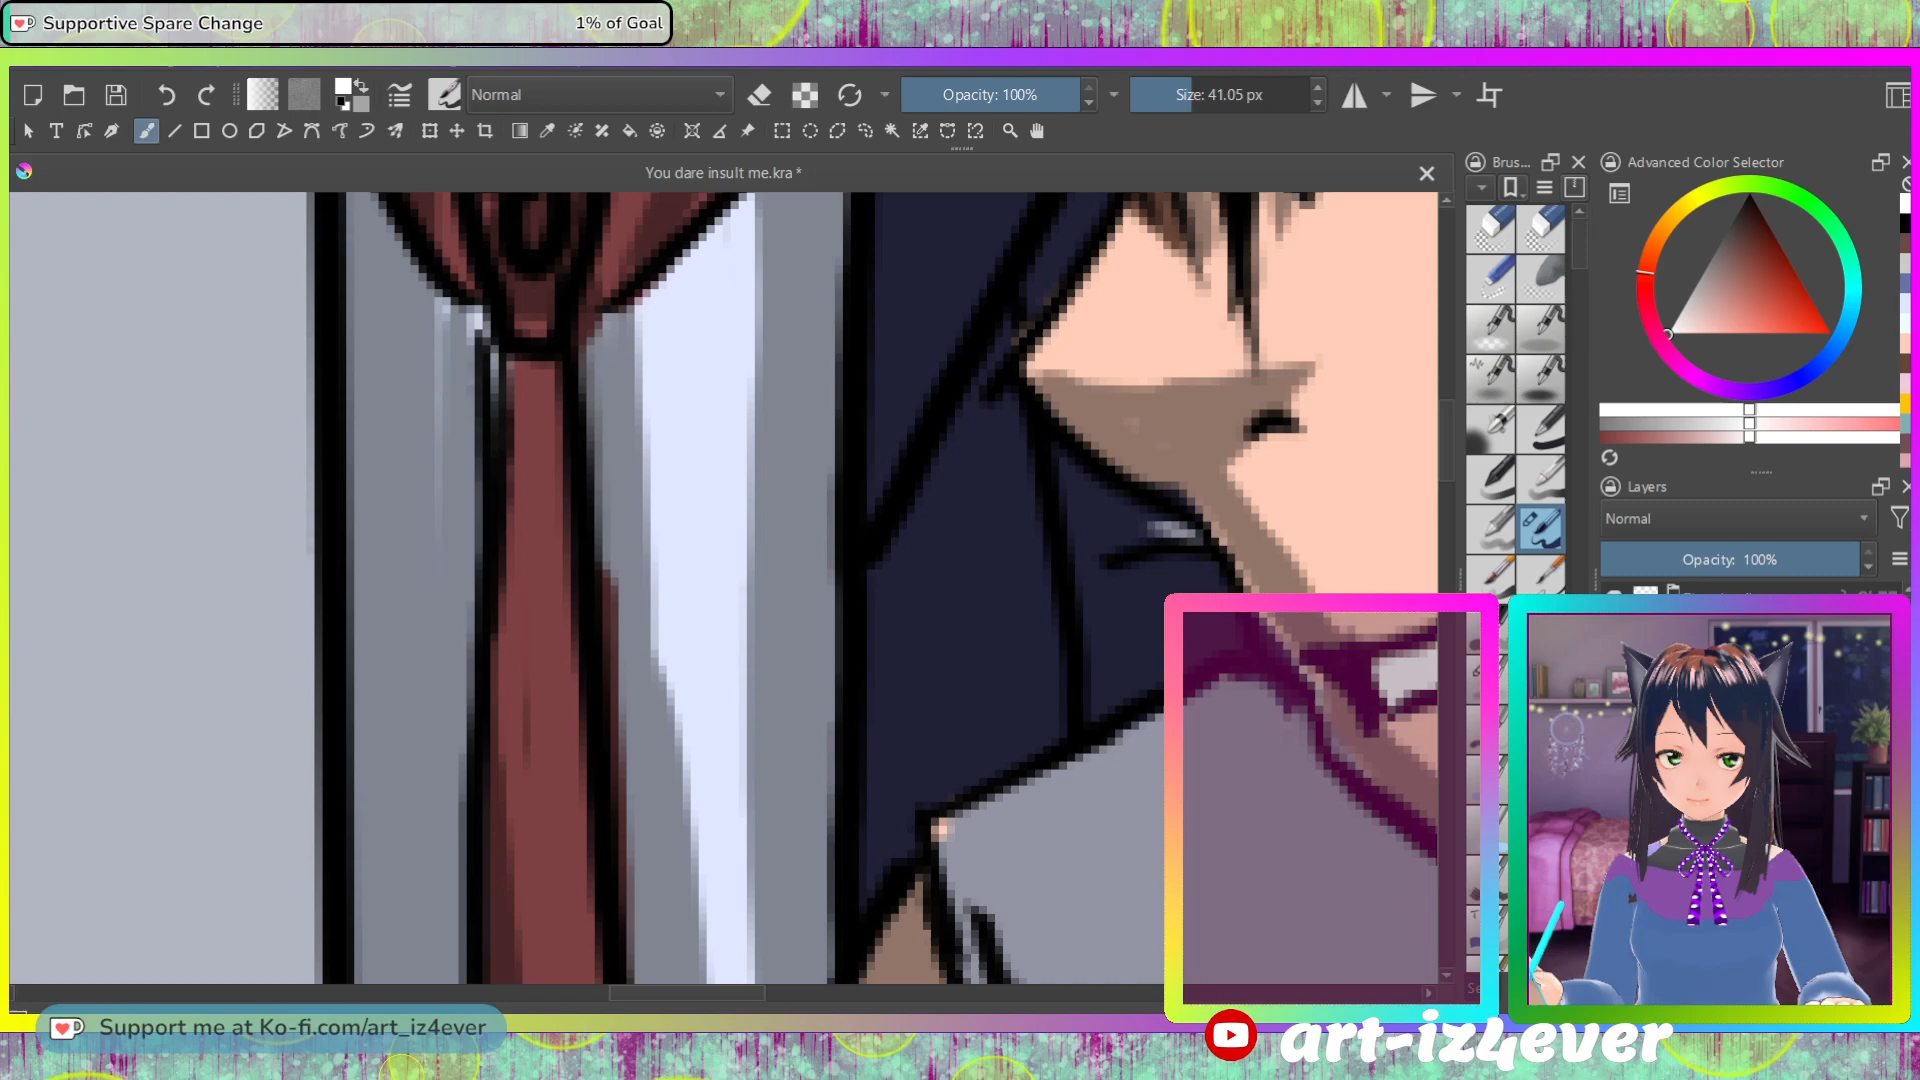 Supportive Spare Change
1% of Goal
Normal
Opacity: 100%
Size: 41.05 px
You dare insult me.kra *
Brus...
Advanced Color Selector
Layers
Normal
Opacity: 100%
Support me at Ko-fi.com/art_iz4ever
art-iz4ever